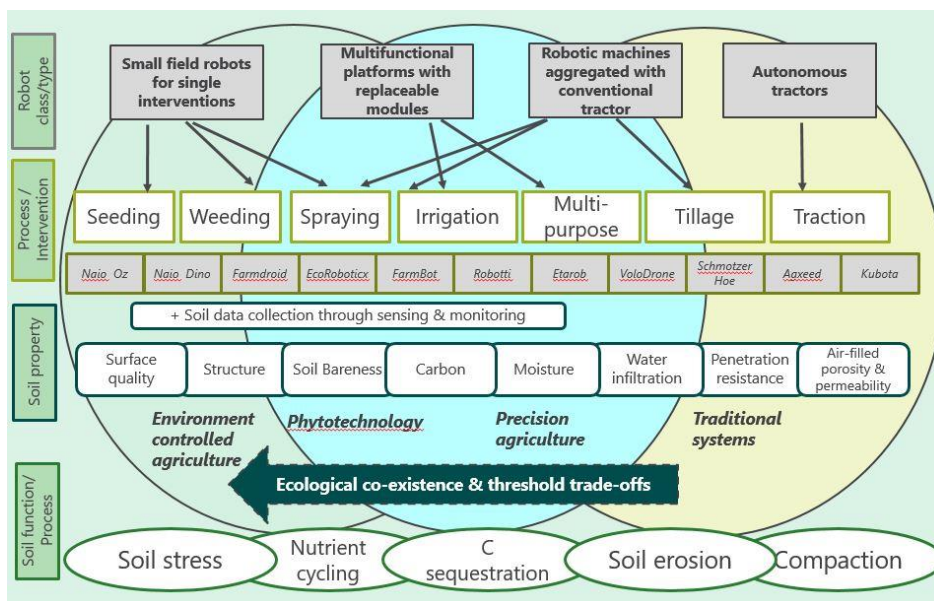 Robot
class/type
Small field robots
for single
interventions
Multifunctional
platforms with
replaceable
modules
Robotic machines
aggregated with
conventional
tractor
Autonomous
tractors
Process /
Intervention
Seeding
Weeding
Spraying
Irrigation
Multi-
purpose
Tillage
Traction
Naio Oz
Naio Dino
Farmdroid
EcoRoboticx
FarmBot
Robotti
Etarob
VoloDrone
Schmotzer
Hoe
Agxeed
Kubota
+ Soil data collection through sensing & monitoring
Soil property
Surface
quality
Structure
Soil Bareness
Carbon
Moisture
Water
infiltration
Penetration
resistance
Air-filled
porosity &
permeability
Environment
controlled
agriculture
Phytotechnology
Precision
agriculture
Traditional
systems
Ecological co-existence & threshold trade-offs
Soil function/
Process
Soil stress
Nutrient
cycling
C
sequestration
Soil erosion
Compaction